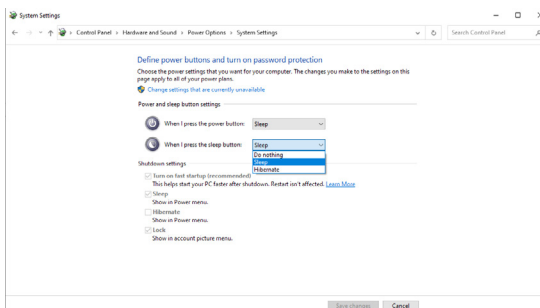 System Settings
Control Panel > Hardware and Sound > Power Options > System Settings
Search Control Panel
Define power buttons and turn on password protection
Choose the power settings that you want for your computer. The changes you make to the settings on this
page apply to all of your power plans.
Change settings that are currently unavailable
Power and sleep button settings
When I press the power button: Sleep
When I press the sleep button: Sleep
Do nothing
Sleep
Hibernate
Shutdown settings
Turn on fast startup (recommended)
This helps start your PC faster after shutdown. Restart isn't affected. Learn More
Sleep
Show in Power menu.
Hibernate
Show in Power menu.
Lock
Show in account picture menu.
Save changes Cancel